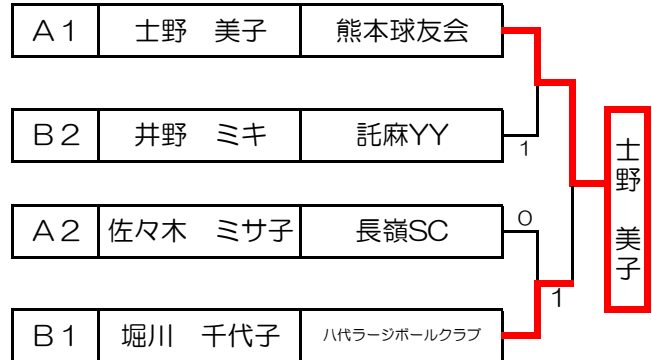 A1 士野 美子 熊本球友会
B2 井野 ミキ 託麻YY
1
A2 佐々木 ミサ子 長嶺SC
0
1
B1 堀川 千代子 八代ラージボールクラブ
士野 美子